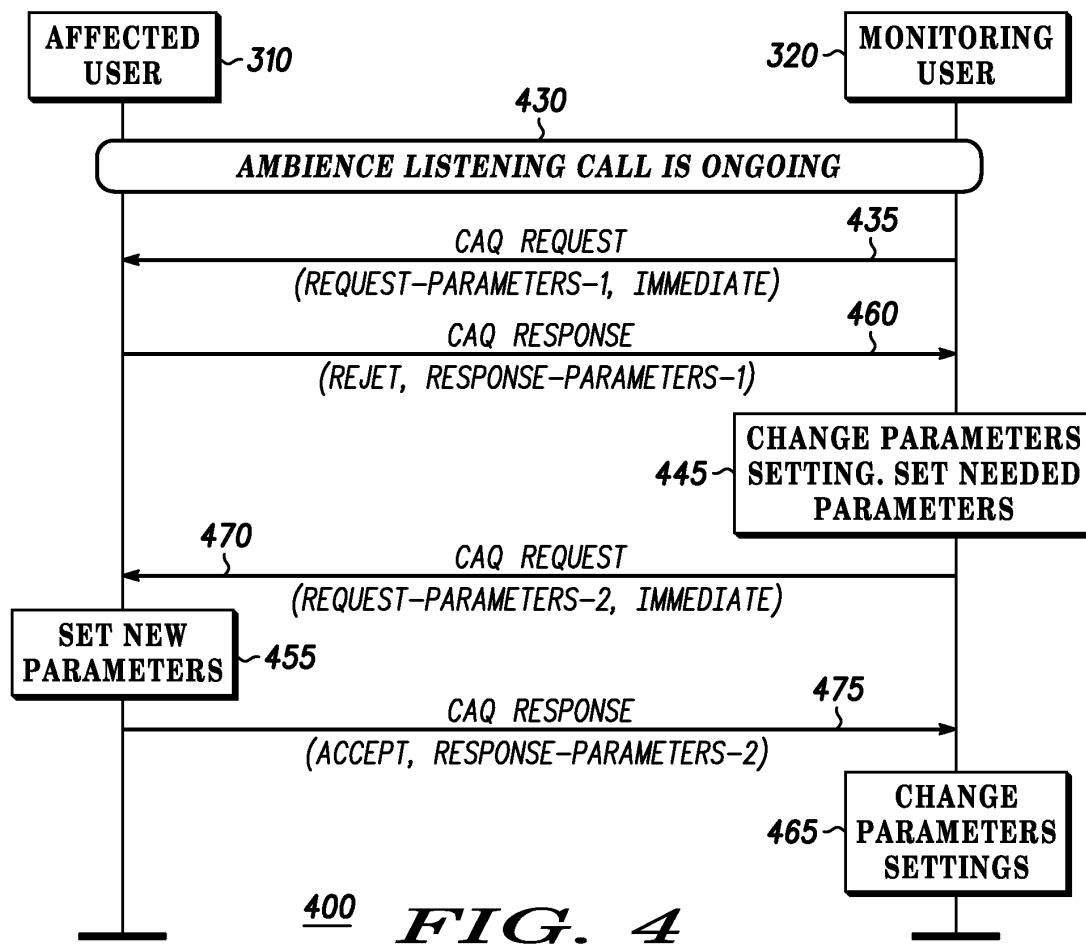 AFFECTED
USER
310
320
MONITORING
USER
430
AMBIENCE LISTENING CALL IS ONGOING
CAQ REQUEST
435
(REQUEST-PARAMETERS-1, IMMEDIATE)
CAQ RESPONSE
460
(REJET, RESPONSE-PARAMETERS-1)
445
CHANGE PARAMETERS
SETTING. SET NEEDED
PARAMETERS
470
CAQ REQUEST
(REQUEST-PARAMETERS-2, IMMEDIATE)
SET NEW
PARAMETERS
455
CAQ RESPONSE
475
(ACCEPT, RESPONSE-PARAMETERS-2)
465
CHANGE
PARAMETERS
SETTINGS
400 FIG. 4